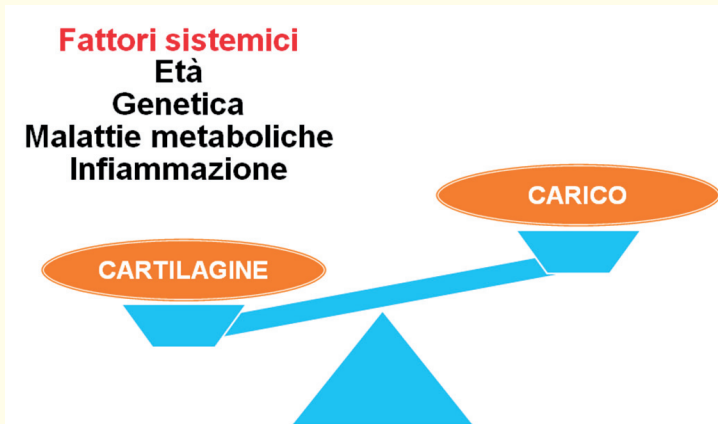 Fattori sistemici
Età
Genetica
Malattie metaboliche
Infiammazione
CARICO
CARTILAGINE